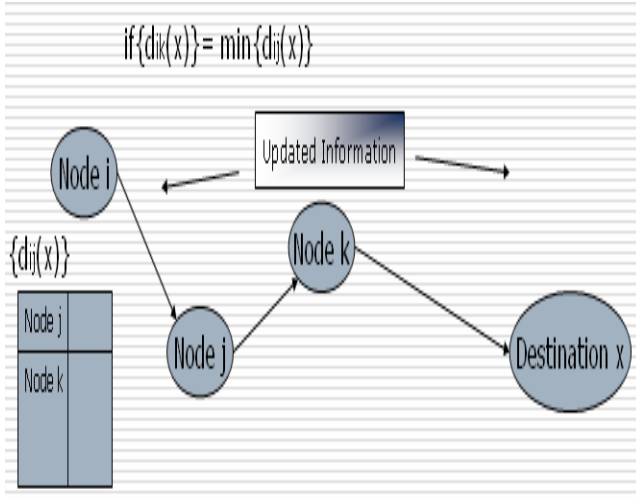 if{dik(x)}= min{dij(x)}
Updated Information
Node i
Node k
{dij(x)}
Node j
Node k
Node j
Destination x